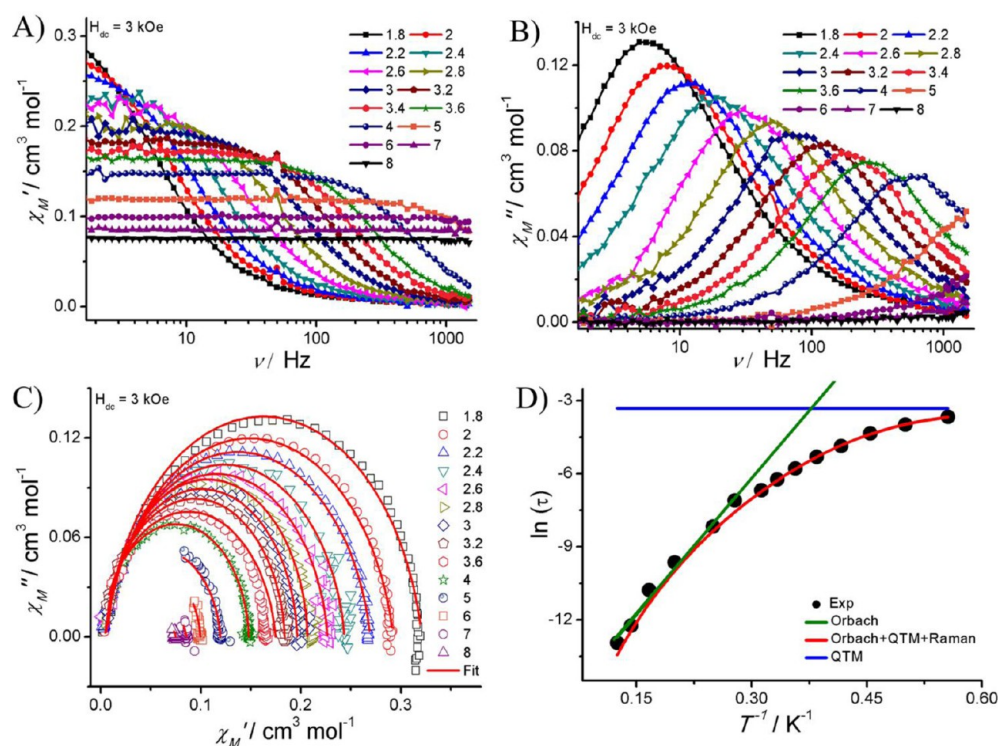 A)
H_dc = 3 kOe
1.8 2
2.2 2.4
2.6 2.8
3 3.2
3.4 3.6
4 5
6 7
8
0.3
0.2
0.1
0.0
χ_M′ / cm³ mol⁻¹
10 100 1000
ν / Hz
B)
H_dc = 3 kOe
1.8 2 2.2
2.4 2.6 2.8
3 3.2 3.4
3.6 4 5
6 7 8
0.12
0.08
0.04
0.00
χ_M″ / cm³ mol⁻¹
10 100 1000
ν / Hz
C)
H_dc = 3 kOe
1.8
2
2.2
2.4
2.6
2.8
3
3.2
3.6
4
5
6
7
8
Fit
0.12
0.06
0.00
χ_M″ / cm³ mol⁻¹
0.0 0.1 0.2 0.3
χ_M′ / cm³ mol⁻¹
D)
-3
-6
-9
-12
ln (τ)
Exp
Orbach
Orbach+QTM+Raman
QTM
0.15 0.30 0.45 0.60
T⁻¹ / K⁻¹